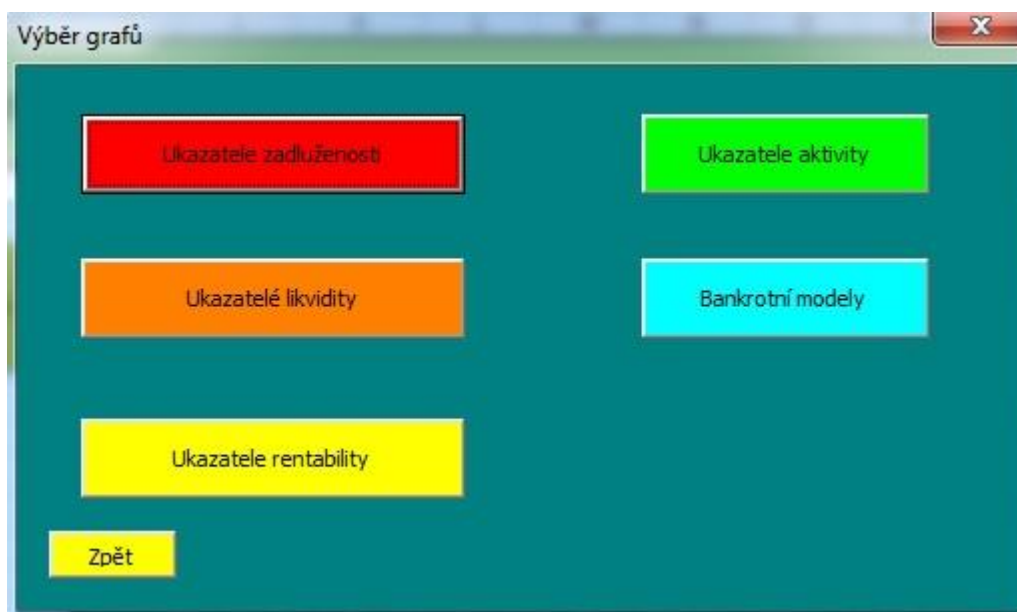 Výběr grafů
Ukazatele zadluženosti
Ukazatele aktivity
Ukazatelé likvidity
Bankrotní modely
Ukazatele rentability
Zpět